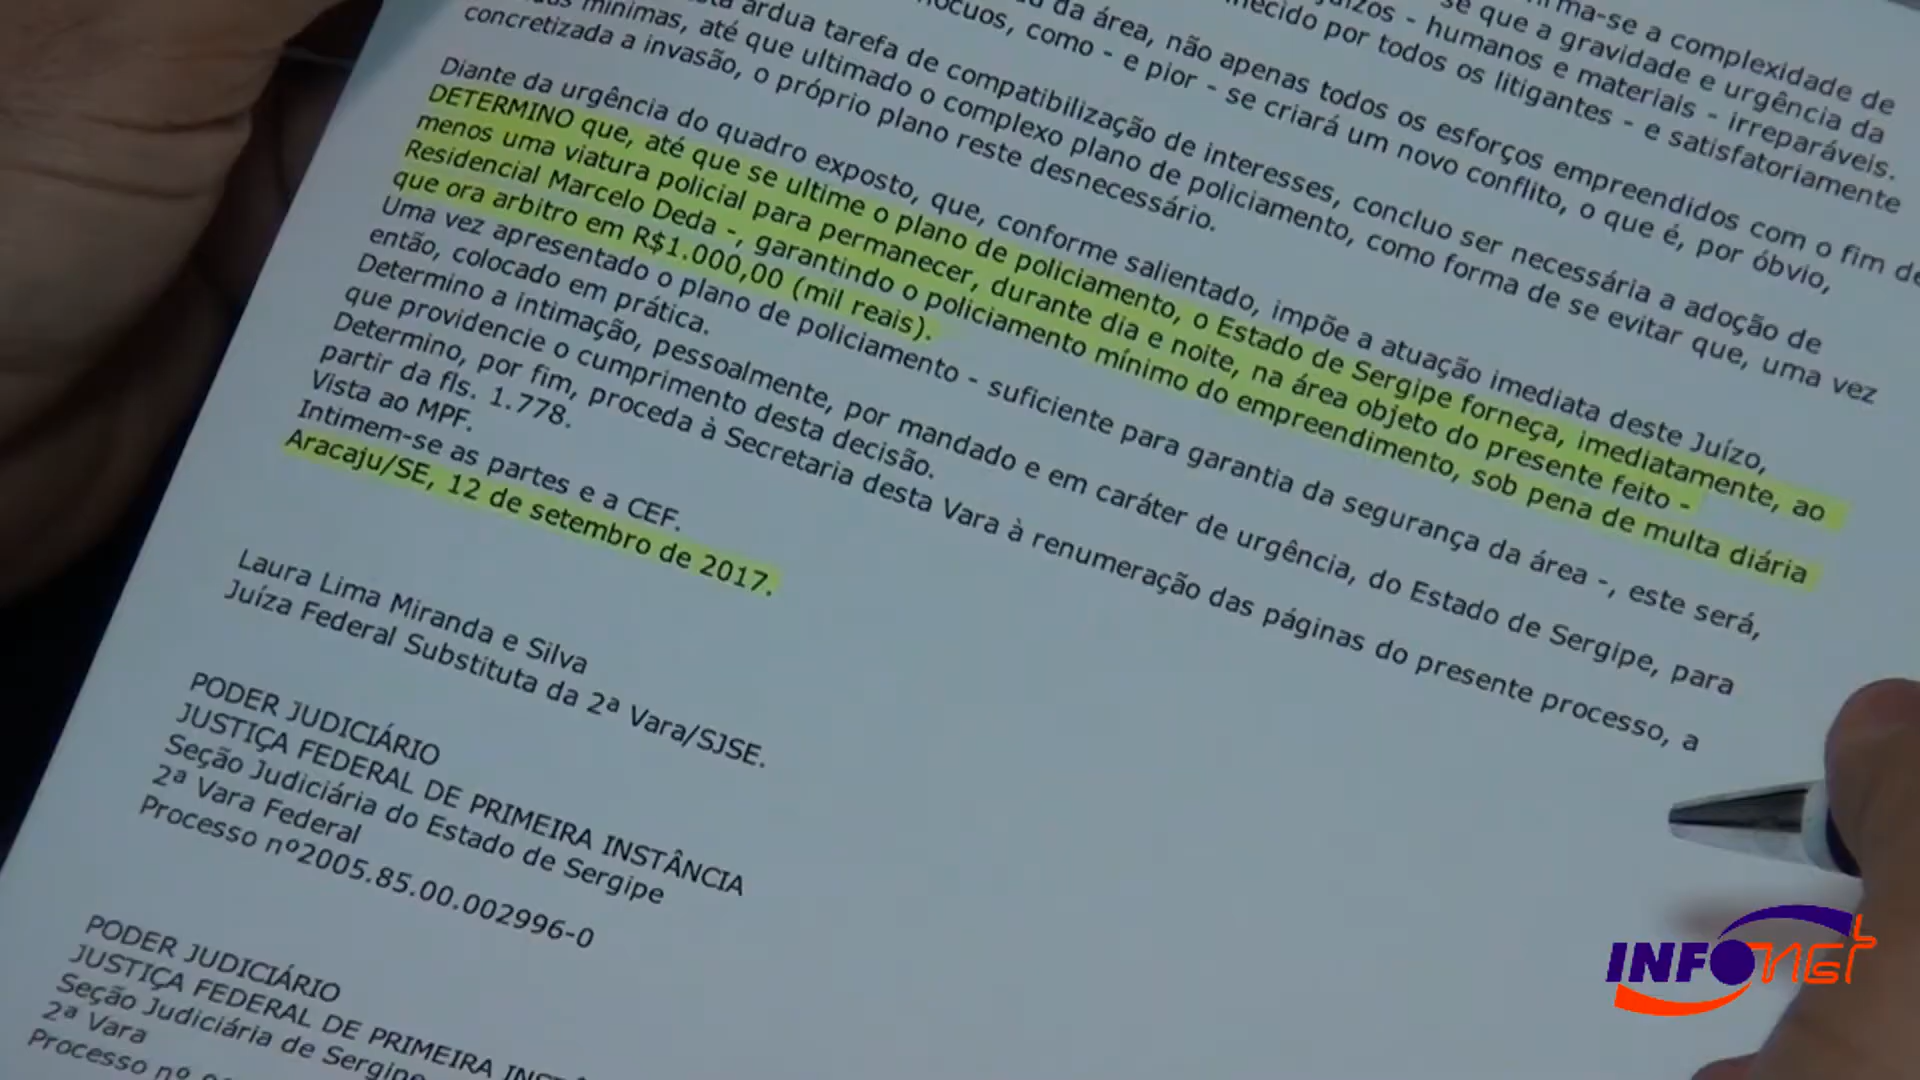 -se a complexidade de
se que a gravidade e urgência da
- humanos e materiais - irreparáveis.
por todos os litigantes - e satisfatoriamente
da área, não apenas todos os esforços empreendidos com o fim de
como - e pior - se criará um novo conflito, o que é, por óbvio,
árdua tarefa de compatibilização de interesses, concluo ser necessária a adoção de
mínimas, até que ultimado o complexo plano de policiamento, como forma de se evitar que, uma vez
concretizada a invasão, o próprio plano reste desnecessário.
Diante da urgência do quadro exposto, que, conforme salientado, impõe a atuação imediata deste Juízo,
DETERMINO que, até que se ultime o plano de policiamento, o Estado de Sergipe forneça, imediatamente, ao
menos uma viatura policial para permanecer, durante dia e noite, na área objeto do presente feito -
Residencial Marcelo Deda -, garantindo o policiamento mínimo do empreendimento, sob pena de multa diária
que ora arbitro em R$1.000,00 (mil reais).
Uma vez apresentado o plano de policiamento - suficiente para garantia da segurança da área -, este será,
então, colocado em prática.
Determino a intimação, pessoalmente, por mandado e em caráter de urgência, do Estado de Sergipe, para
que providencie o cumprimento desta decisão.
Determino, por fim, proceda à Secretaria desta Vara à renumeração das páginas do presente processo, a
partir da fls. 1.778.
Vista ao MPF.
Intimem-se as partes e a CEF.
Aracaju/SE, 12 de setembro de 2017.
Laura Lima Miranda e Silva
Juíza Federal Substituta da 2ª Vara/SJSE.
PODER JUDICIÁRIO
JUSTIÇA FEDERAL DE PRIMEIRA INSTÂNCIA
Seção Judiciária do Estado de Sergipe
2ª Vara Federal
Processo nº2005.85.00.002996-0
PODER JUDICIÁRIO
JUSTIÇA FEDERAL DE PRIMEIRA
Seção Judiciária de Sergipe
2ª Vara
Processo nº
INFONET